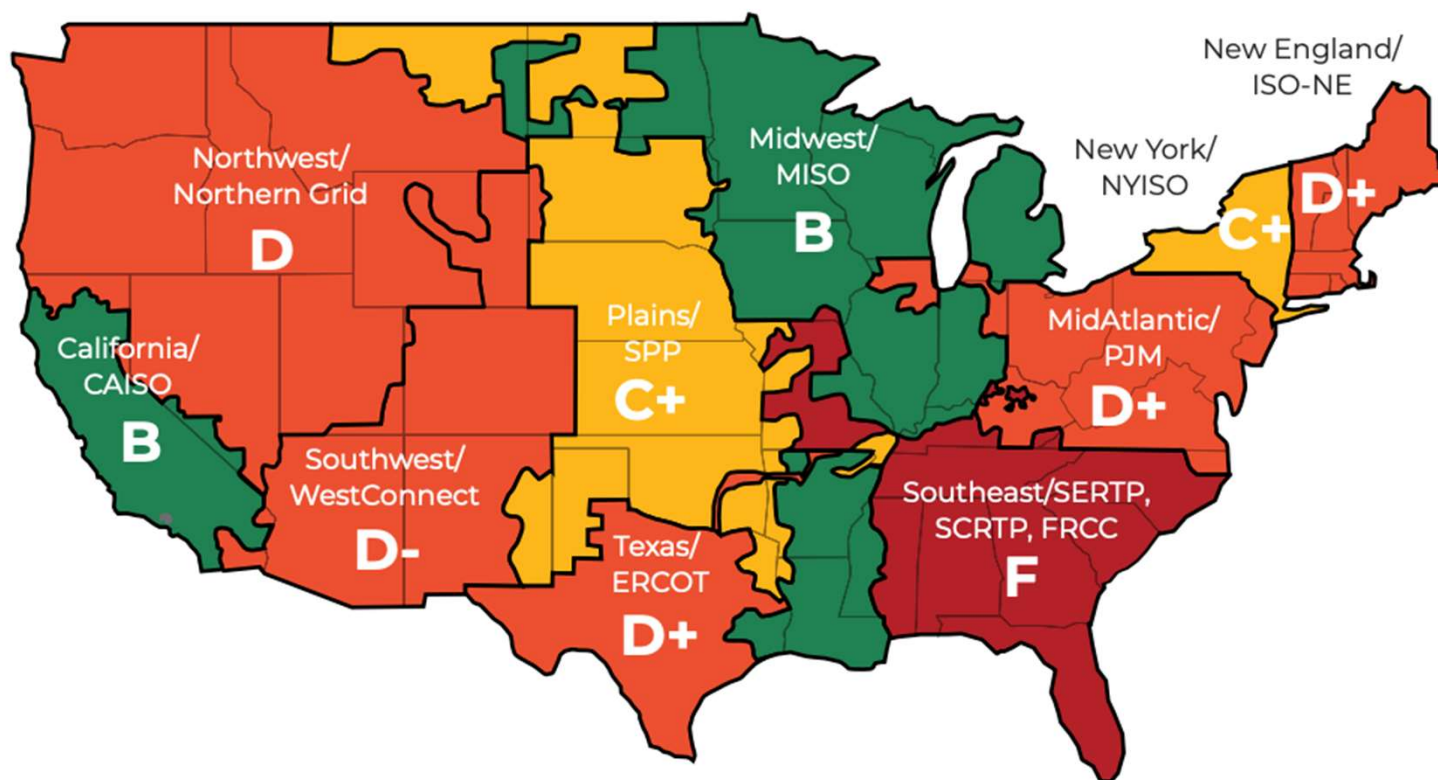 New England/
ISO-NE
D+
New York/
NYISO
C+
Midwest/
MISO
B
Northwest/
Northern Grid
D
Plains/
SPP
C+
MidAtlantic/
PJM
D+
California/
CAISO
B
Southwest/
WestConnect
D-
Southeast/SERTP,
SCRTP, FRCC
F
Texas/
ERCOT
D+